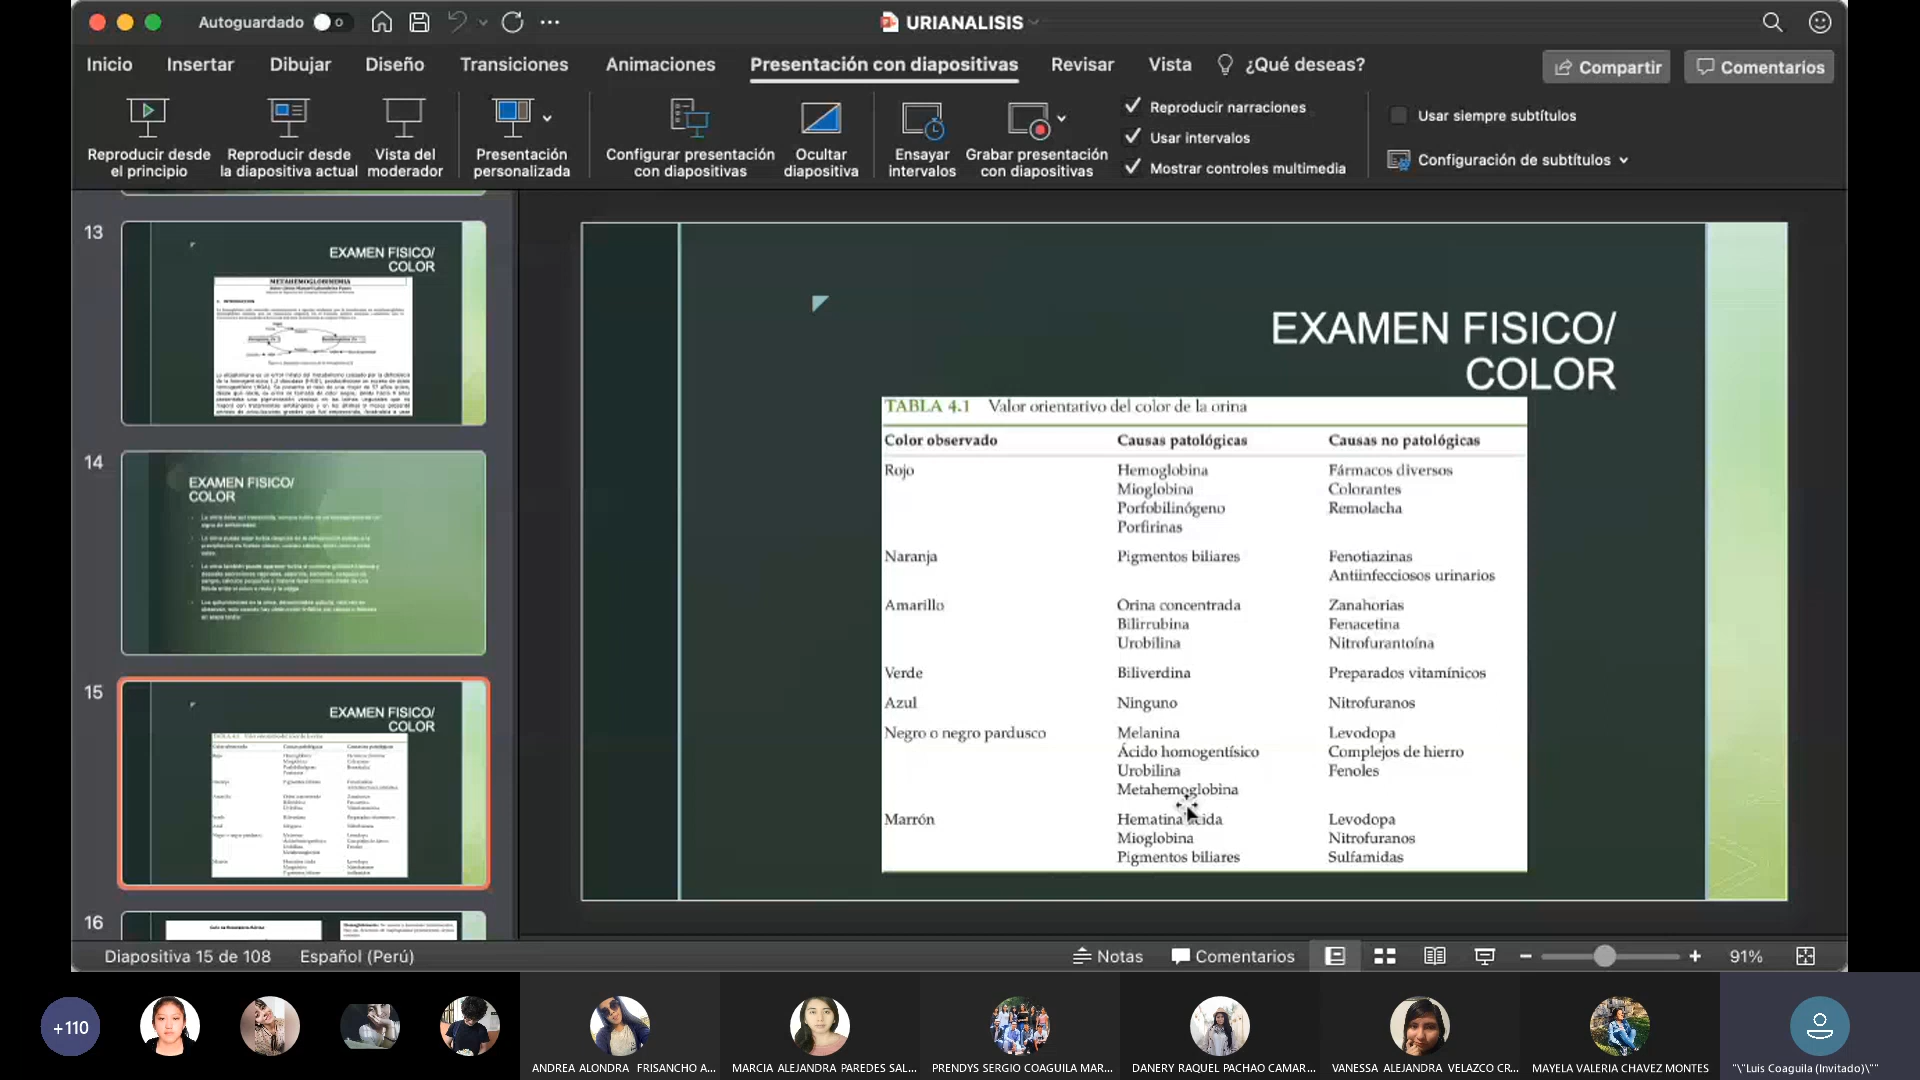 Autoguardado
URIANALISIS
Inicio Insertar Dibujar Diseño Transiciones Animaciones Presentación con diapositivas Revisar Vista ¿Qué deseas? Compartir Comentarios
Reproducir desde el principio
Reproducir desde la diapositiva actual
Vista del moderador
Presentación personalizada
Configurar presentación con diapositivas
Ocultar diapositiva
Ensayar intervalos
Grabar presentación con diapositivas
Reproducir narraciones
Usar intervalos
Mostrar controles multimedia
Usar siempre subtítulos
Configuración de subtítulos
13
EXAMEN FISICO/
COLOR
METAHEMOGLOBINEMIA
14
EXAMEN FISICO/
COLOR
15
EXAMEN FISICO/
COLOR
16
EXAMEN FISICO/
COLOR
TABLA 4.1 Valor orientativo del color de la orina
Color observado Causas patológicas Causas no patológicas
Rojo Hemoglobina Fármacos diversos
Mioglobina Colorantes
Porfobilinógeno Remolacha
Porfirinas
Naranja Pigmentos biliares Fenotiazinas
Antiinfecciosos urinarios
Amarillo Orina concentrada Zanahorias
Bilirrubina Fenacetina
Urobilina Nitrofurantoína
Verde Biliverdina Preparados vitamínicos
Azul Ninguno Nitrofuranos
Negro o negro pardusco Melanina Levodopa
Ácido homogentísico Complejos de hierro
Urobilina Fenoles
Metahemoglobina
Marrón Hematina ácida Levodopa
Mioglobina Nitrofuranos
Pigmentos biliares Sulfamidas
Diapositiva 15 de 108 Español (Perú) Notas Comentarios 91%
+110
ANDREA ALONDRA FRISANCHO A... MARCIA ALEJANDRA PAREDES SAL... PRENDYS SERGIO COAGUILA MAR... DANERY RAQUEL PACHAO CAMAR... VANESSA ALEJANDRA VELAZCO CR... MAYELA VALERIA CHAVEZ MONTES "\"Luis Coaguila (Invitado)\""